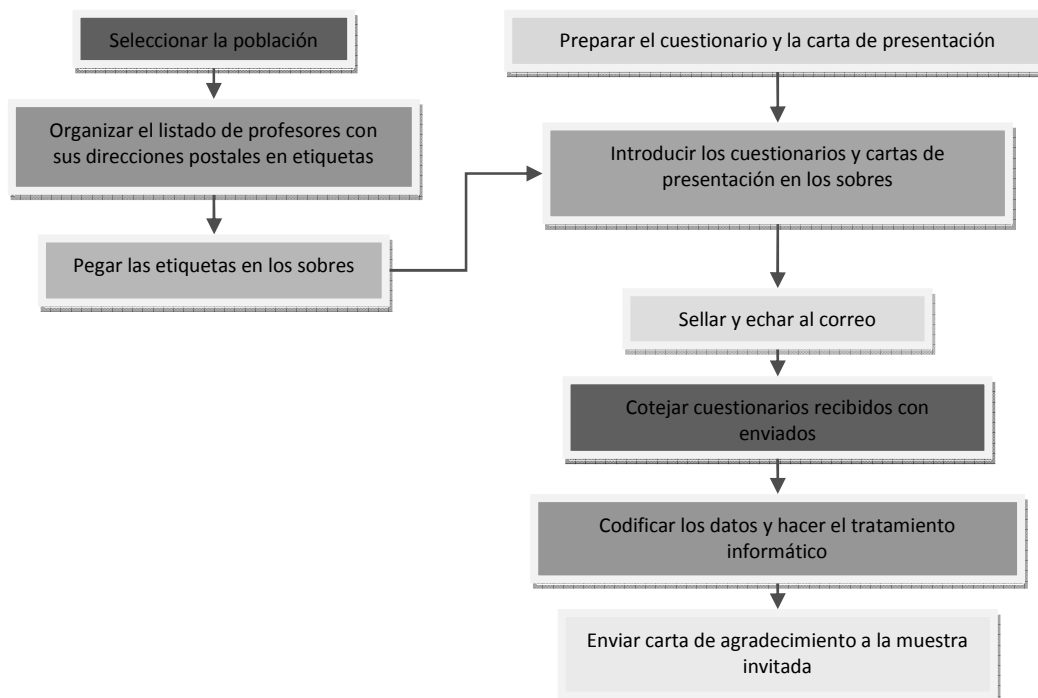 Seleccionar la población
Organizar el listado de profesores con
sus direcciones postales en etiquetas
Pegar las etiquetas en los sobres
Preparar el cuestionario y la carta de presentación
Introducir los cuestionarios y cartas de
presentación en los sobres
Sellar y echar al correo
Cotejar cuestionarios recibidos con
enviados
Codificar los datos y hacer el tratamiento
informático
Enviar carta de agradecimiento a la muestra
invitada